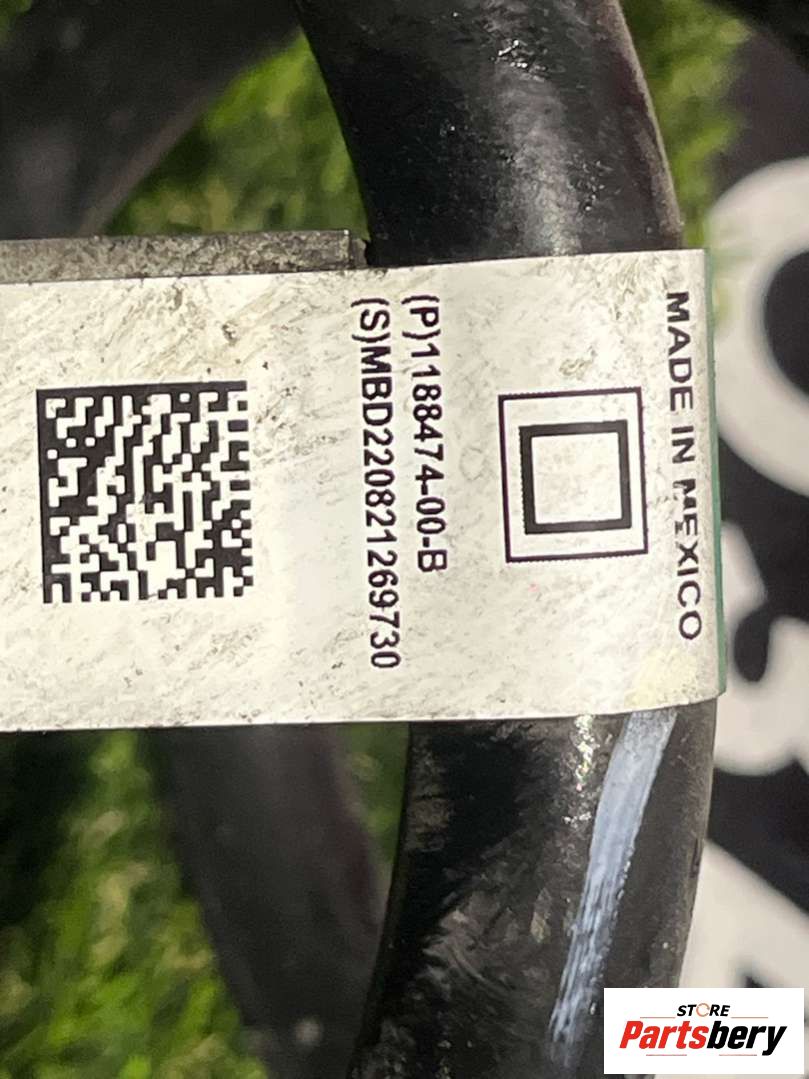 MADE IN MEXICO
(P)1188474-00-B
(S)MBD220821269730
STORE
Partsbery